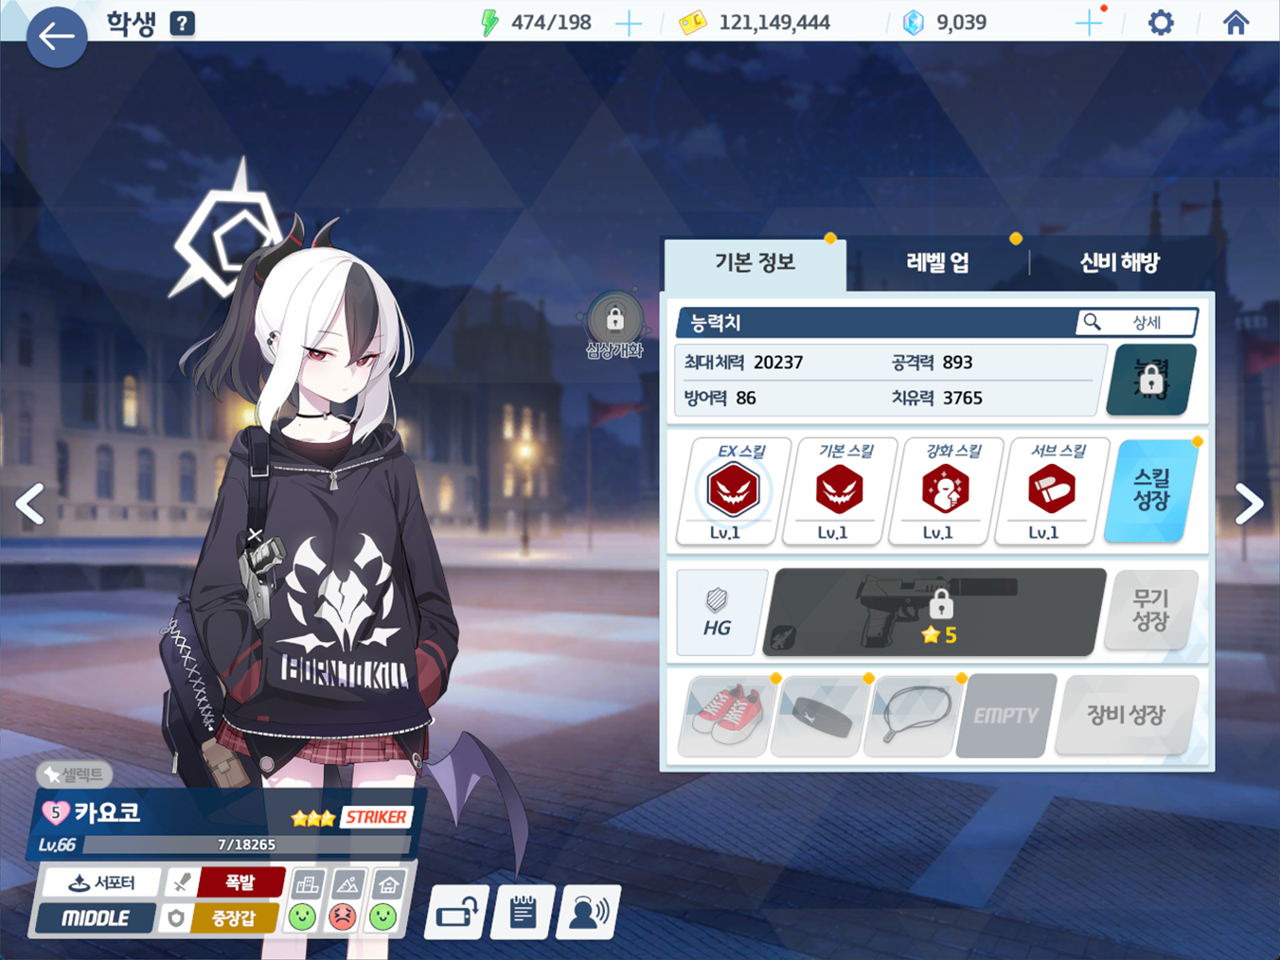 학생 ?
474/198
121,149,444
9,039
심상개화
기본 정보
레벨 업
신비 해방
능력치
상세
최대 체력 20237
공격력 893
방어력 86
치유력 3765
EX 스킬
기본 스킬
강화 스킬
서브 스킬
Lv.1
Lv.1
Lv.1
Lv.1
스킬
성장
HG
5
무기
성장
EMPTY
장비 성장
BORN TO KILL
셀렉트
5 카요코
STRIKER
Lv.66
7/18265
서포터
폭발
MIDDLE
중장갑